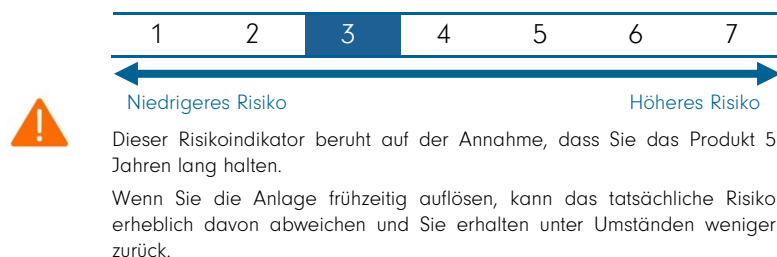 1 2 3 4 5 6 7
Niedrigeres Risiko Höheres Risiko
Dieser Risikoindikator beruht auf der Annahme, dass Sie das Produkt 5
Jahren lang halten.
Wenn Sie die Anlage frühzeitig auflösen, kann das tatsächliche Risiko
erheblich davon abweichen und Sie erhalten unter Umständen weniger
zurück.